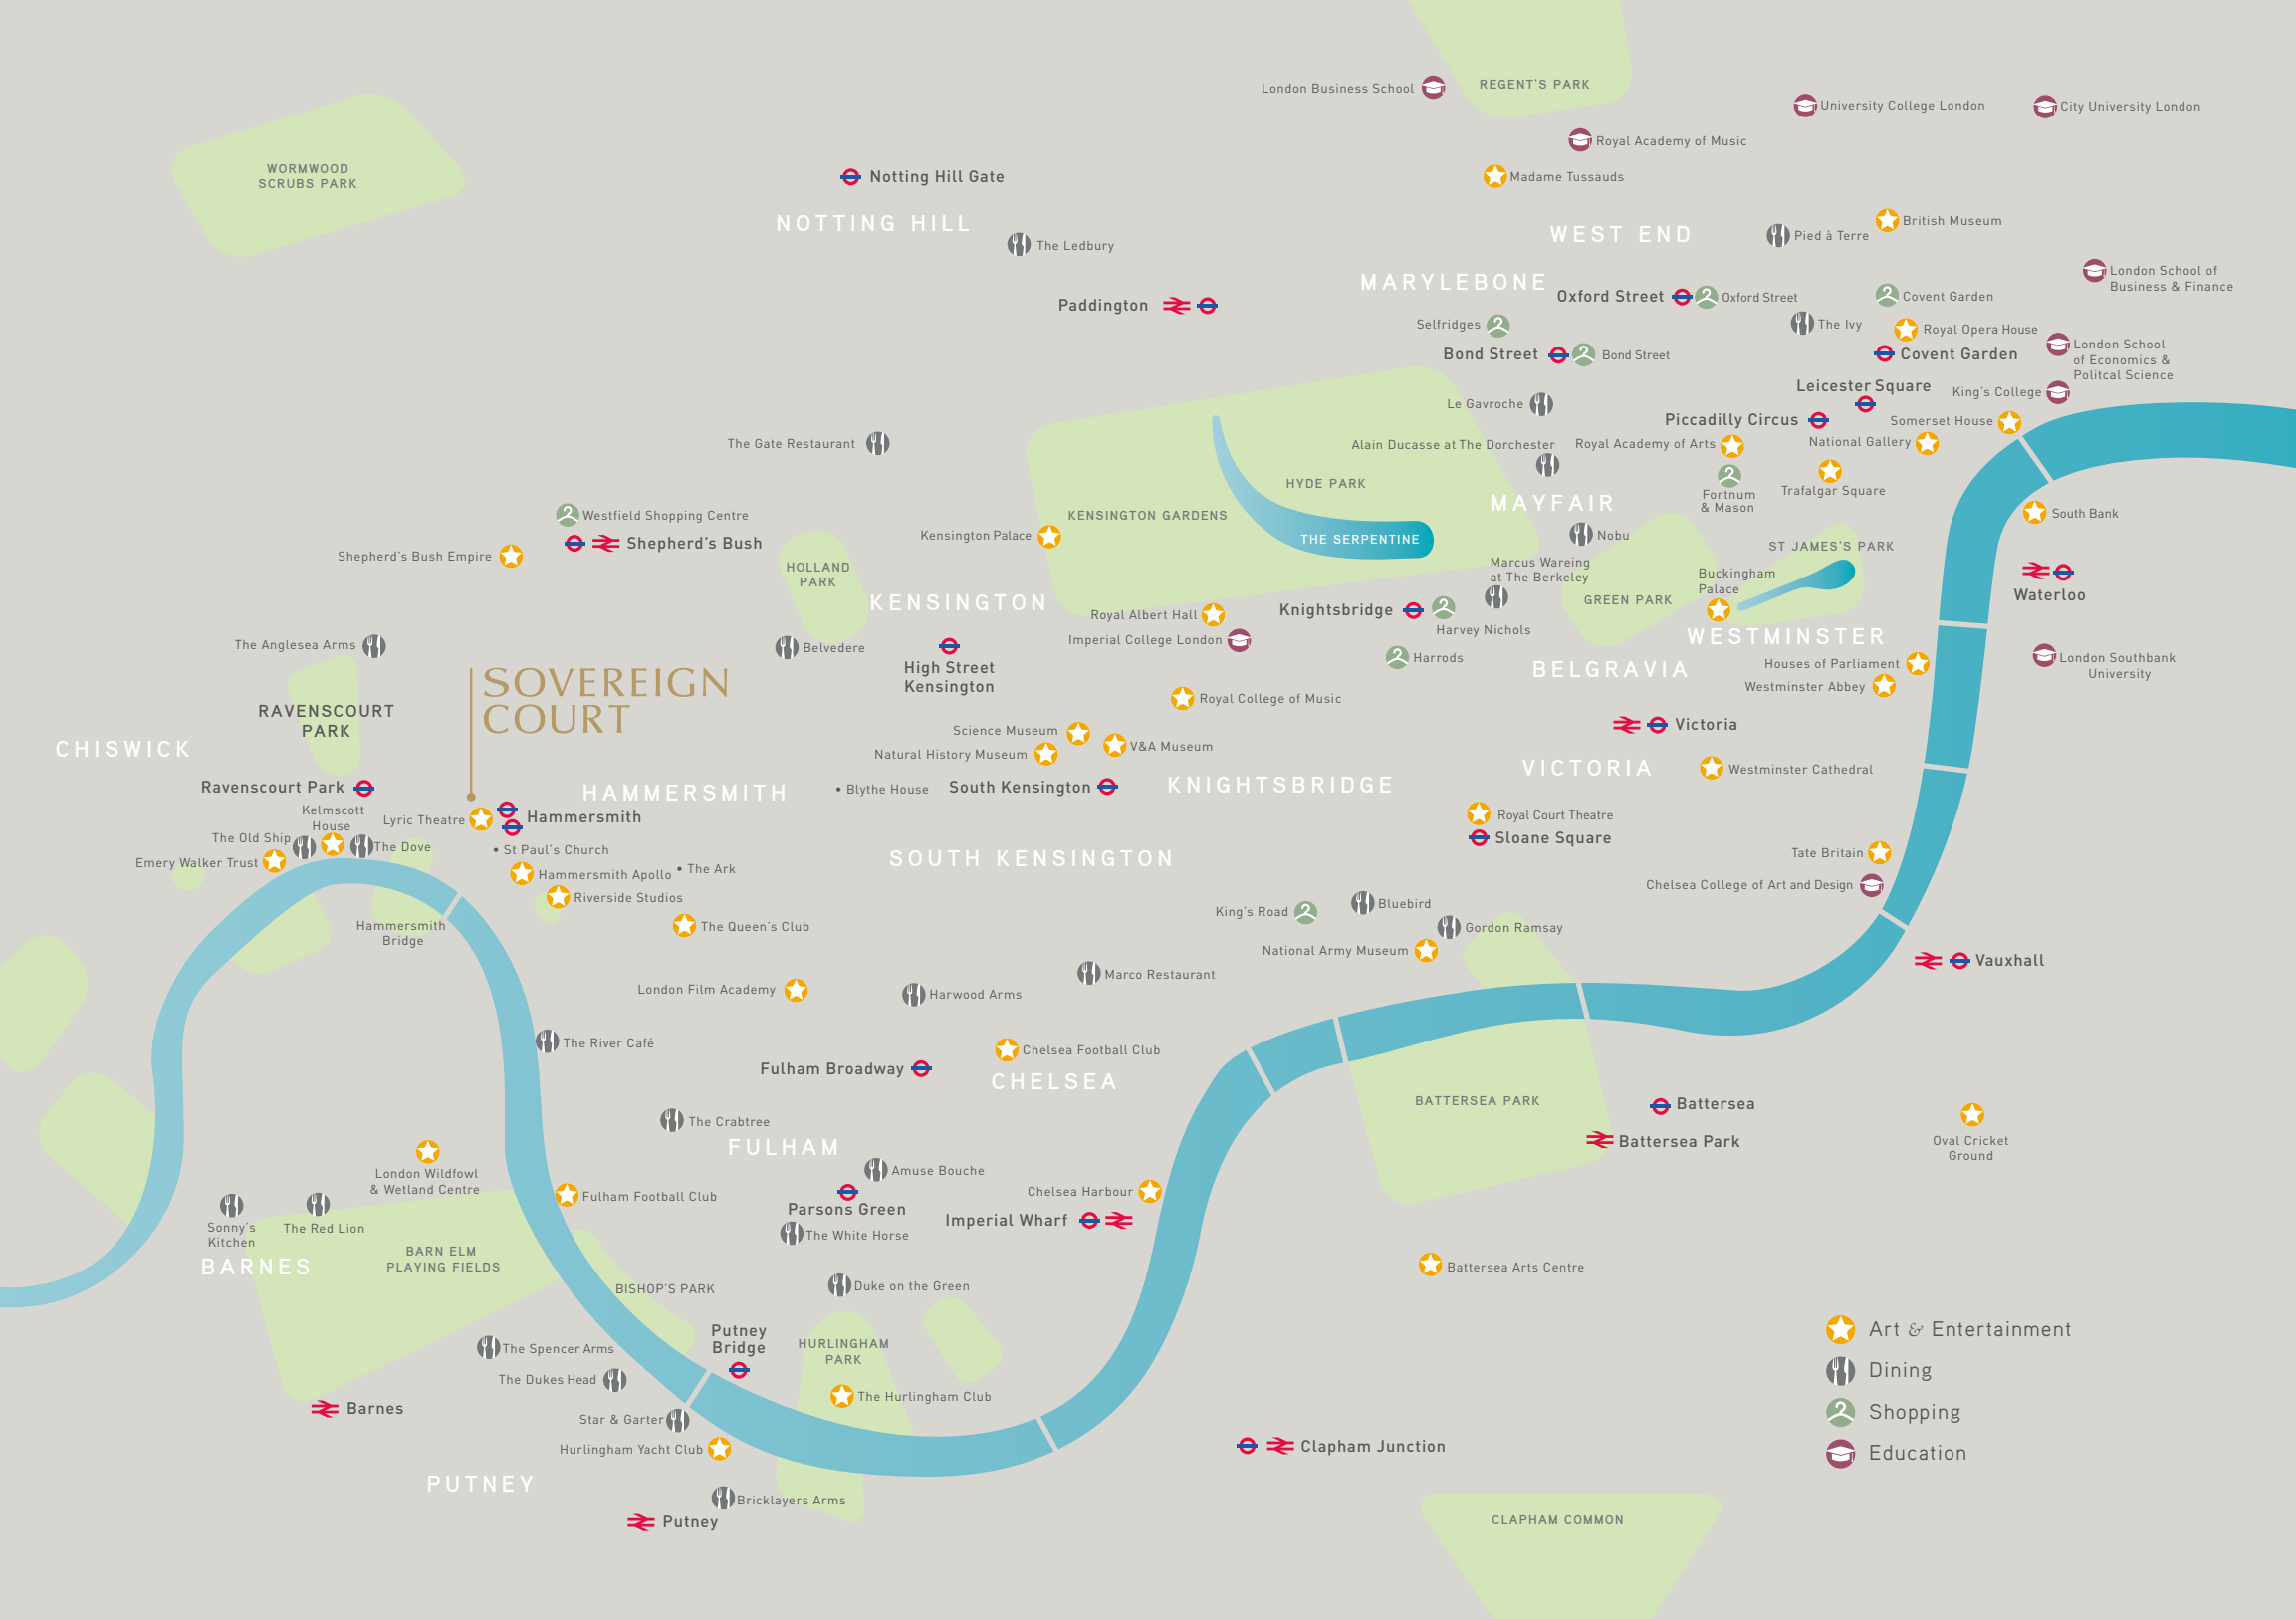 REGENT'S PARK
London Business School
University College London
City University London
Royal Academy of Music
WORMWOOD
SCRUBS PARK
Notting Hill Gate
Madame Tussauds
NOTTING HILL
British Museum
WEST END
Pied à Terre
The Ledbury
London School of
Business & Finance
MARYLEBONE
Oxford Street
Oxford Street
Covent Garden
Paddington
Selfridges
The Ivy
Royal Opera House
Bond Street
Bond Street
Covent Garden
London School
of Economics &
Politcal Science
Leicester Square
King's College
Le Gavroche
Piccadilly Circus
Somerset House
The Gate Restaurant
Alain Ducasse at The Dorchester
Royal Academy of Arts
National Gallery
HYDE PARK
Trafalgar Square
Fortnum
& Mason
MAYFAIR
Westfield Shopping Centre
KENSINGTON GARDENS
South Bank
Shepherd's Bush
Kensington Palace
THE SERPENTINE
Nobu
ST JAMES'S PARK
Shepherd's Bush Empire
HOLLAND
PARK
Marcus Wareing
at The Berkeley
Buckingham
Palace
Waterloo
KENSINGTON
GREEN PARK
Royal Albert Hall
Knightsbridge
Harvey Nichols
WESTMINSTER
Imperial College London
The Anglesea Arms
Belvedere
High Street
Kensington
Harrods
BELGRAVIA
Houses of Parliament
London Southbank
University
Westminster Abbey
SOVEREIGN
COURT
RAVENSCOURT
PARK
Royal College of Music
CHISWICK
Science Museum
Victoria
Natural History Museum
V&A Museum
VICTORIA
Westminster Cathedral
Ravenscourt Park
HAMMERSMITH
• Blythe House
South Kensington
KNIGHTSBRIDGE
Kelmscott
House
Lyric Theatre
Hammersmith
Royal Court Theatre
The Old Ship
The Dove
Sloane Square
Emery Walker Trust
• St Paul's Church
SOUTH KENSINGTON
Tate Britain
Hammersmith Apollo
• The Ark
Chelsea College of Art and Design
Riverside Studios
King's Road
Bluebird
Hammersmith
Bridge
The Queen's Club
Gordon Ramsay
National Army Museum
Vauxhall
Marco Restaurant
London Film Academy
Harwood Arms
The River Café
Chelsea Football Club
Fulham Broadway
CHELSEA
BATTERSEA PARK
Battersea
The Crabtree
Battersea Park
Oval Cricket
Ground
FULHAM
London Wildfowl
& Wetland Centre
Amuse Bouche
Fulham Football Club
Chelsea Harbour
Sonny's
Kitchen
The Red Lion
Parsons Green
Imperial Wharf
The White Horse
BARNES
BARN ELM
PLAYING FIELDS
Battersea Arts Centre
BISHOP'S PARK
Duke on the Green
Putney
Bridge
HURLINGHAM
PARK
Art & Entertainment
The Spencer Arms
Dining
The Dukes Head
The Hurlingham Club
Barnes
Star & Garter
Shopping
Hurlingham Yacht Club
Clapham Junction
Education
PUTNEY
Bricklayers Arms
Putney
CLAPHAM COMMON